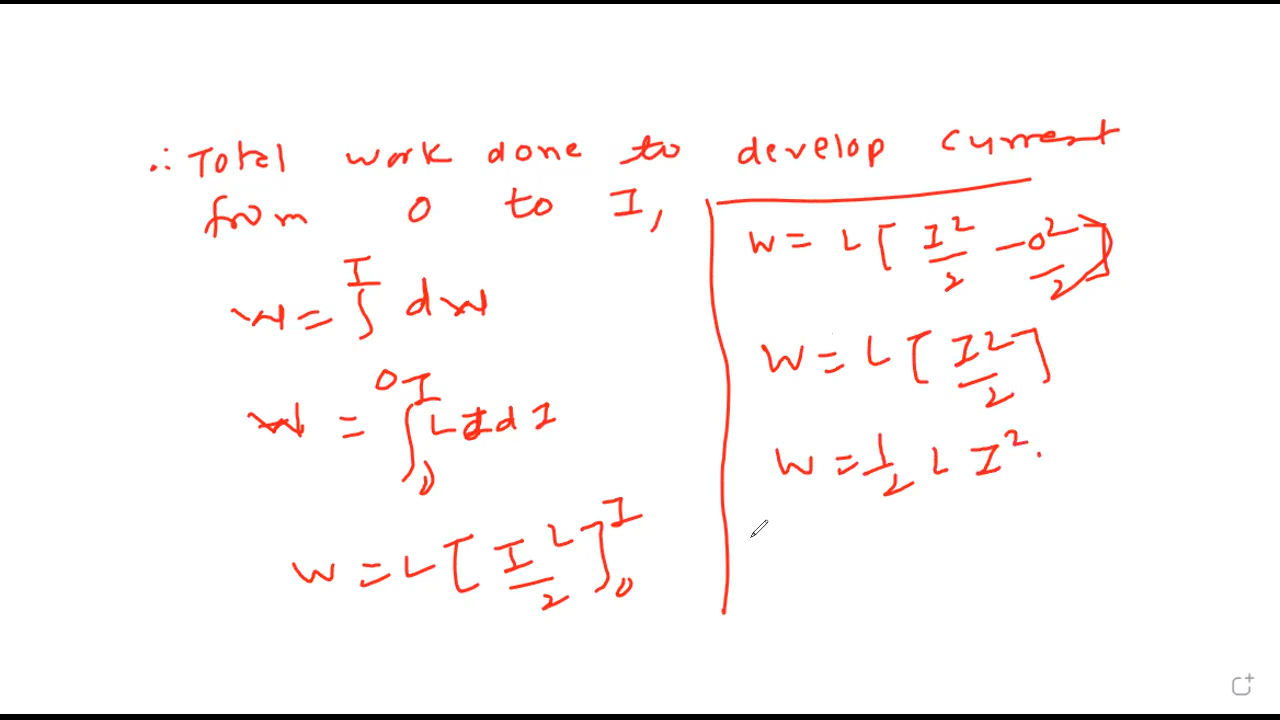 ∴ Total work done to develop current
from 0 to I,
W = ∫₀ᴵ dW
W = ∫₀ᴵ LI dI
W = L [I²/2]₀ᴵ
W = L [I²/2 − 0²/2]
W = L [I²/2]
W = 1/2 L I².